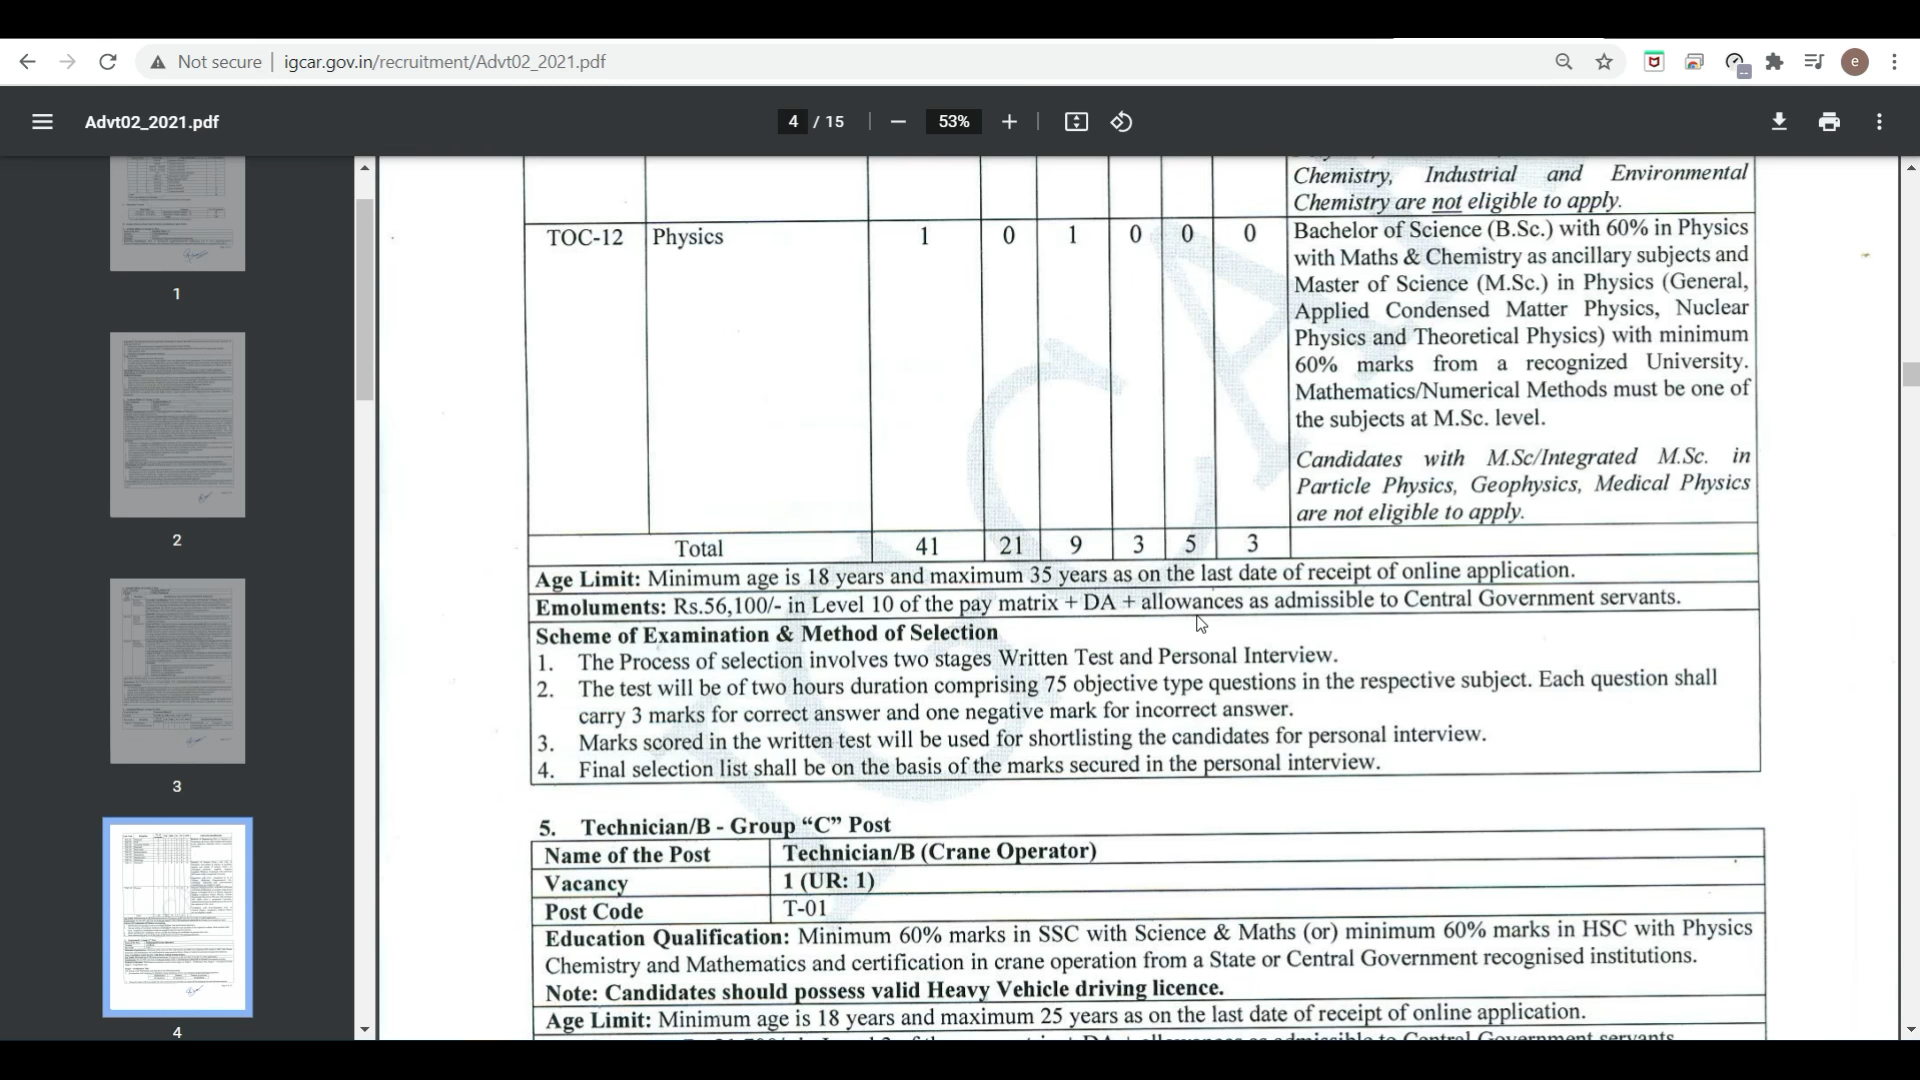 Not secure | igcar.gov.in/recruitment/Advt02_2021.pdf
e
Advt02_2021.pdf
4 / 15
53%
1
2
3
4
Chemistry, Industrial and Environmental
Chemistry are not eligible to apply.
TOC-12 Physics 1 0 1 0 0 0 Bachelor of Science (B.Sc.) with 60% in Physics
with Maths & Chemistry as ancillary subjects and
Master of Science (M.Sc.) in Physics (General,
Applied Condensed Matter Physics, Nuclear
Physics and Theoretical Physics) with minimum
60% marks from a recognized University.
Mathematics/Numerical Methods must be one of
the subjects at M.Sc. level.
Candidates with M.Sc/Integrated M.Sc. in
Particle Physics, Geophysics, Medical Physics
are not eligible to apply.
Total 41 21 9 3 5 3
Age Limit: Minimum age is 18 years and maximum 35 years as on the last date of receipt of online application.
Emoluments: Rs.56,100/- in Level 10 of the pay matrix + DA + allowances as admissible to Central Government servants.
Scheme of Examination & Method of Selection
1. The Process of selection involves two stages Written Test and Personal Interview.
2. The test will be of two hours duration comprising 75 objective type questions in the respective subject. Each question shall
carry 3 marks for correct answer and one negative mark for incorrect answer.
3. Marks scored in the written test will be used for shortlisting the candidates for personal interview.
4. Final selection list shall be on the basis of the marks secured in the personal interview.
5. Technician/B - Group “C” Post
Name of the Post Technician/B (Crane Operator)
Vacancy 1 (UR: 1)
Post Code T-01
Education Qualification: Minimum 60% marks in SSC with Science & Maths (or) minimum 60% marks in HSC with Physics
Chemistry and Mathematics and certification in crane operation from a State or Central Government recognised institutions.
Note: Candidates should possess valid Heavy Vehicle driving licence.
Age Limit: Minimum age is 18 years and maximum 25 years as on the last date of receipt of online application.